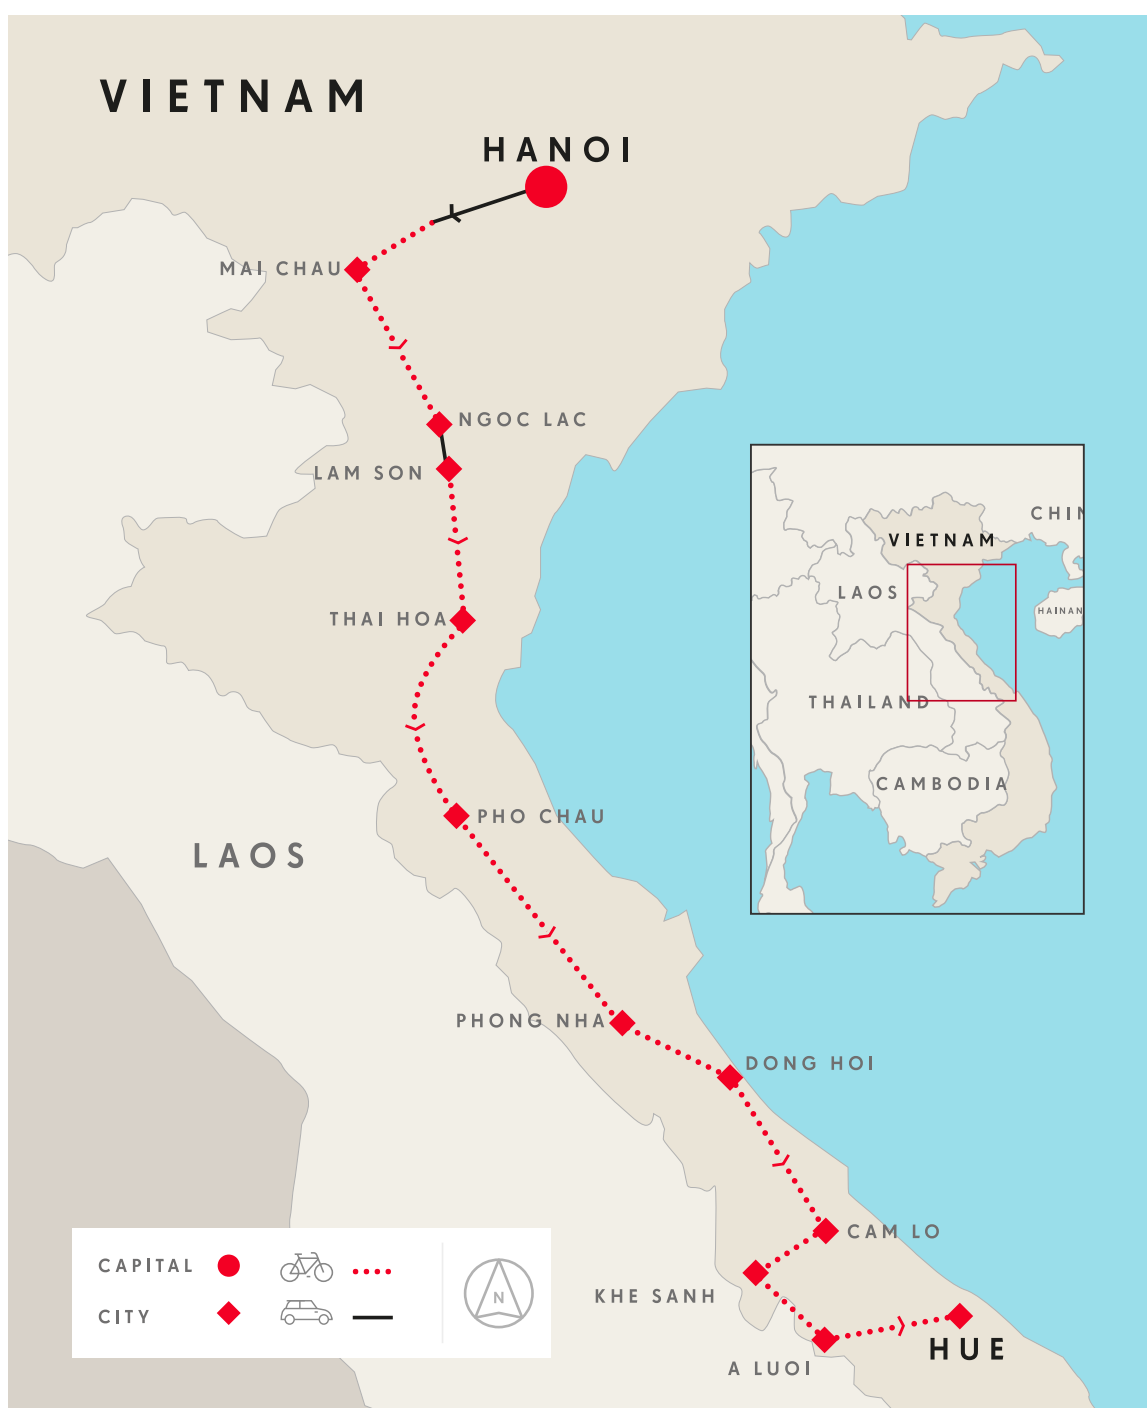 VIETNAM
HANOI
MAI CHAU
NGOC LAC
LAM SON
THAI HOA
PHO CHAU
LAOS
PHONG NHA
DONG HOI
CAM LO
KHE SANH
A LUOI
HUE
CHIN
VIETNAM
LAOS
HAINAN
THAILAND
CAMBODIA
CAPITAL
CITY
N